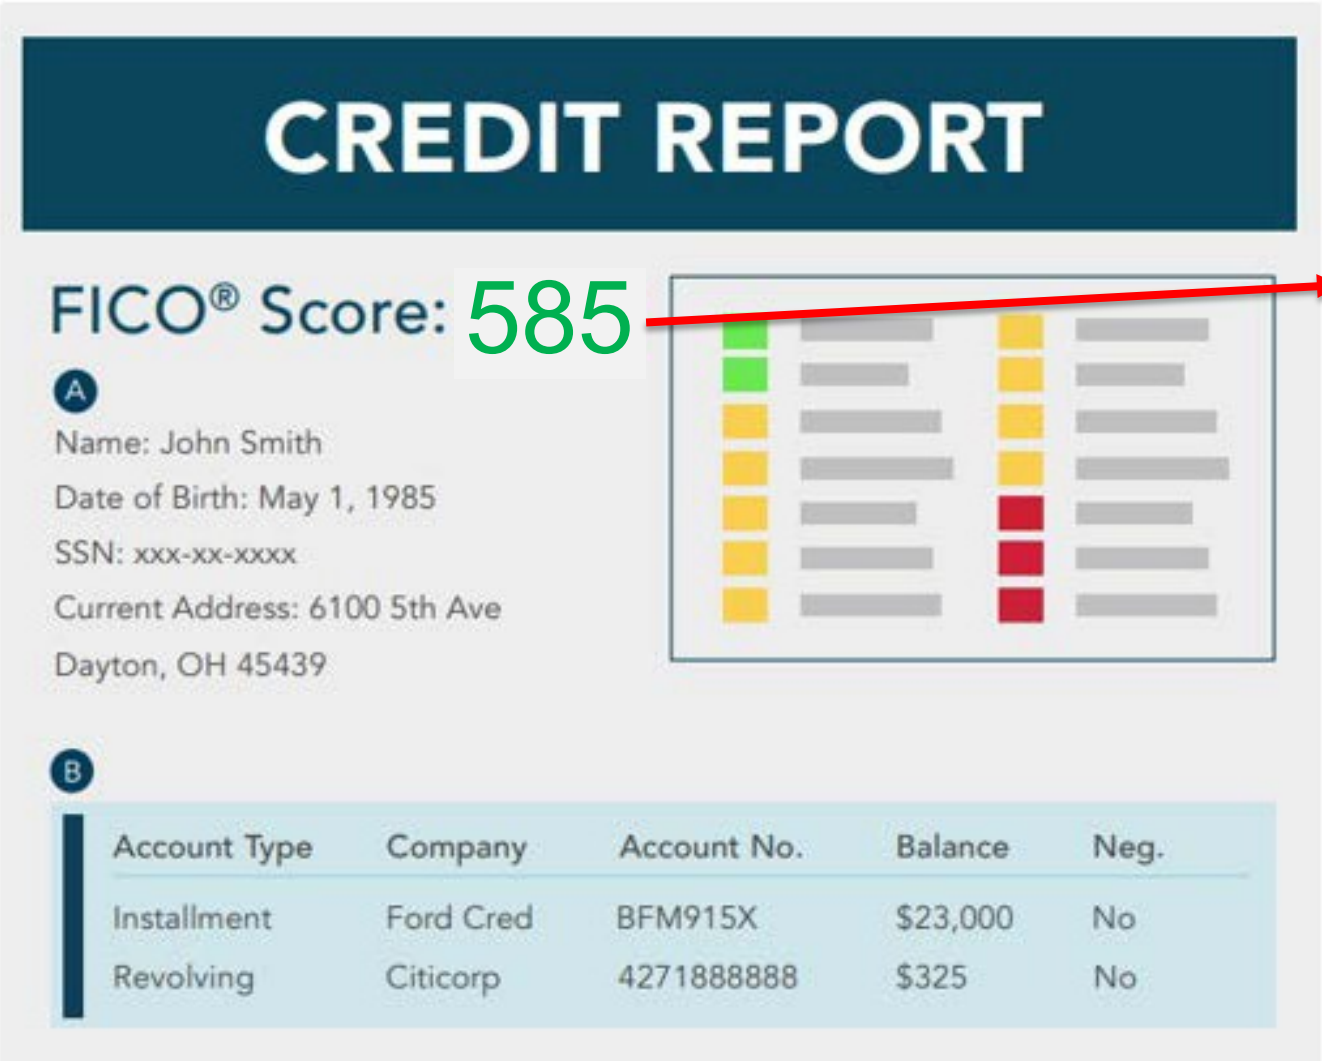 CREDIT REPORT
FICO® Score: 585
A
Name: John Smith
Date of Birth: May 1, 1985
SSN: xxx-xx-xxxx
Current Address: 6100 5th Ave
Dayton, OH 45439
B
Account Type Company Account No. Balance Neg.
Installment Ford Cred BFM915X $23,000 No
Revolving Citicorp 4271888888 $325 No